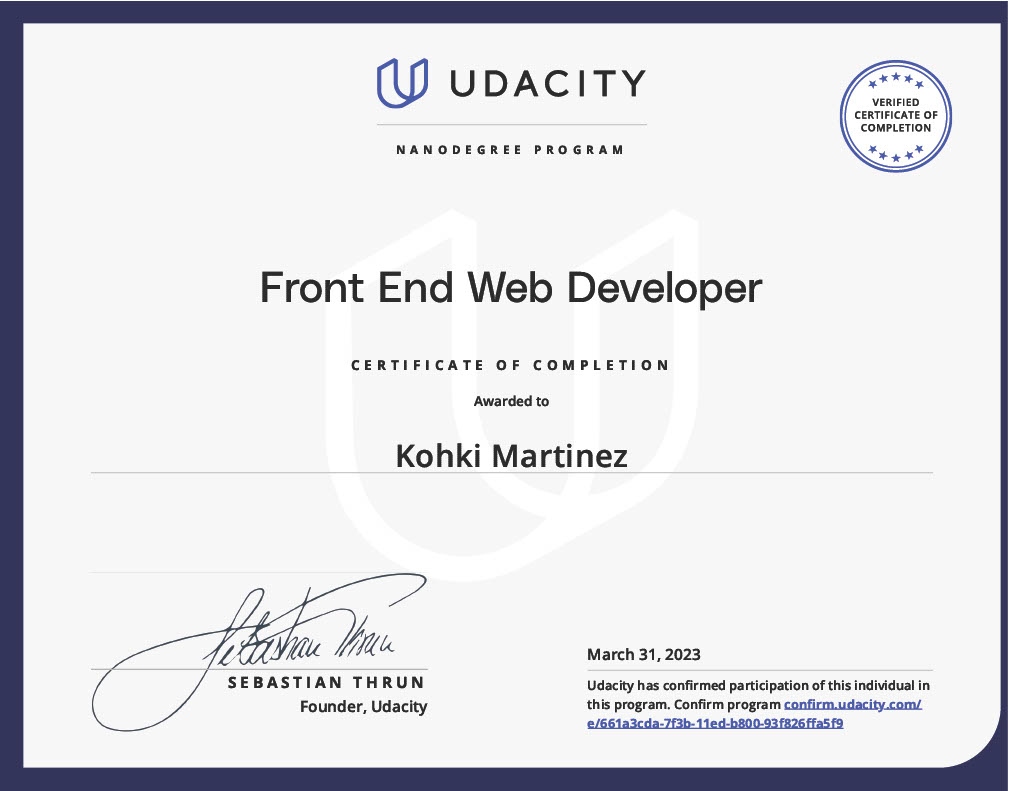 UDACITY
VERIFIED
CERTIFICATE OF
COMPLETION
NANODEGREE PROGRAM
Front End Web Developer
CERTIFICATE OF COMPLETION
Awarded to
Kohki Martinez
Sebastian Thrun
SEBASTIAN THRUN
Founder, Udacity
March 31, 2023
Udacity has confirmed participation of this individual in
this program. Confirm program confirm.udacity.com/
e/661a3cda-7f3b-11ed-b800-93f826ffa5f9